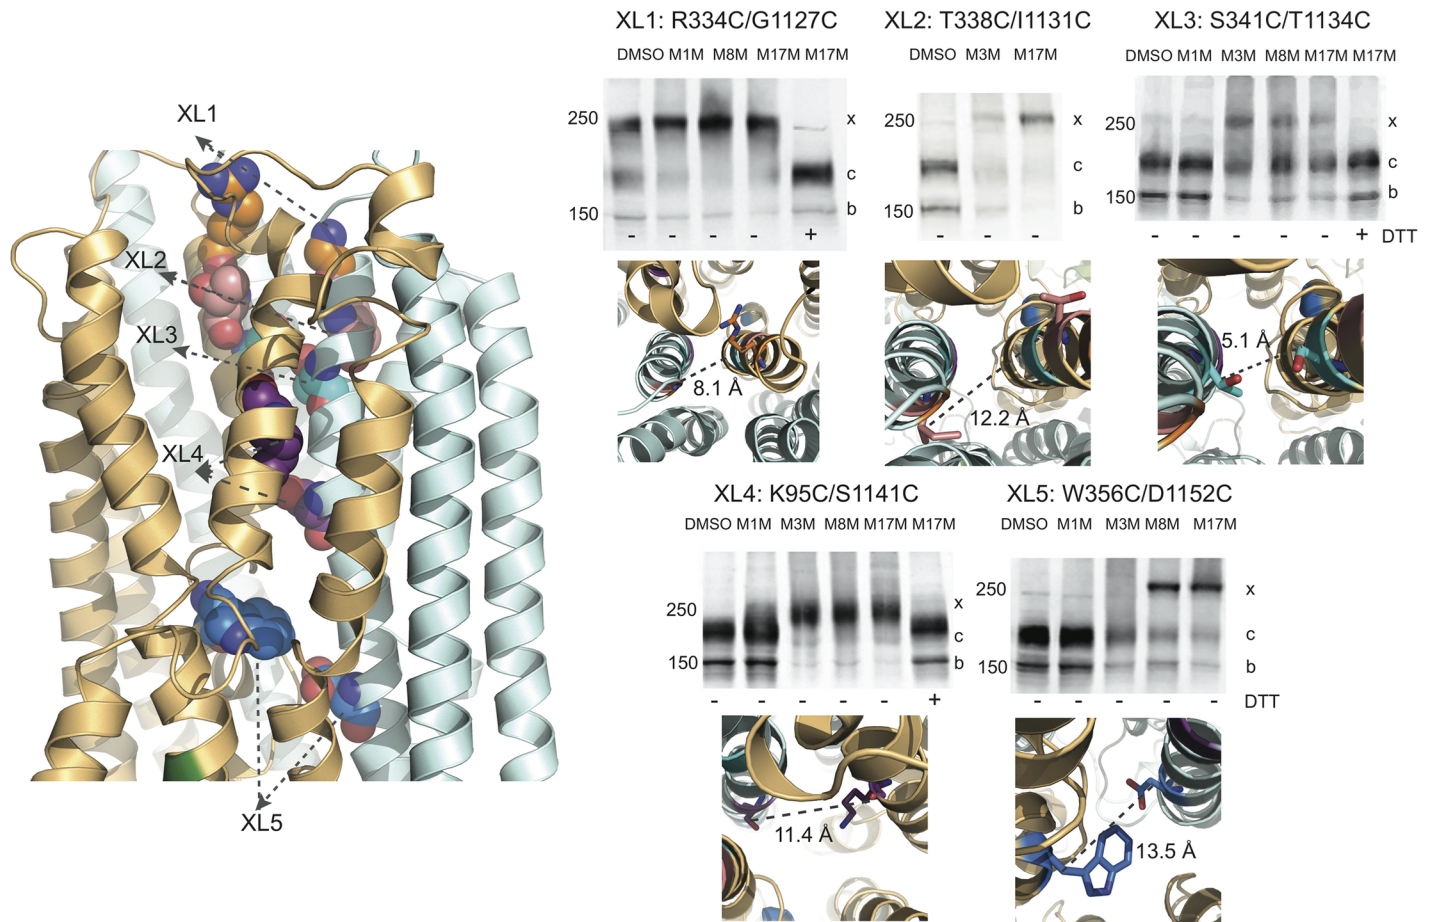 XL1: R334C/G1127C
XL2: T338C/I1131C
XL3: S341C/T1134C
DMSO M1M M8M M17M M17M
DMSO M3M M17M
DMSO M1M M3M M8M M17M M17M
250
x
c
150
b
- - - - +
250
x
c
150
b
- - -
250
x
c
150
b
- - - - - + DTT
XL1
XL2
XL3
XL4
XL5
8.1 Å
12.2 Å
5.1 Å
XL4: K95C/S1141C
XL5: W356C/D1152C
DMSO M1M M3M M8M M17M M17M
DMSO M1M M3M M8M M17M
250
x
c
150
b
- - - - - +
250
x
c
150
b
- - - - - DTT
11.4 Å
13.5 Å